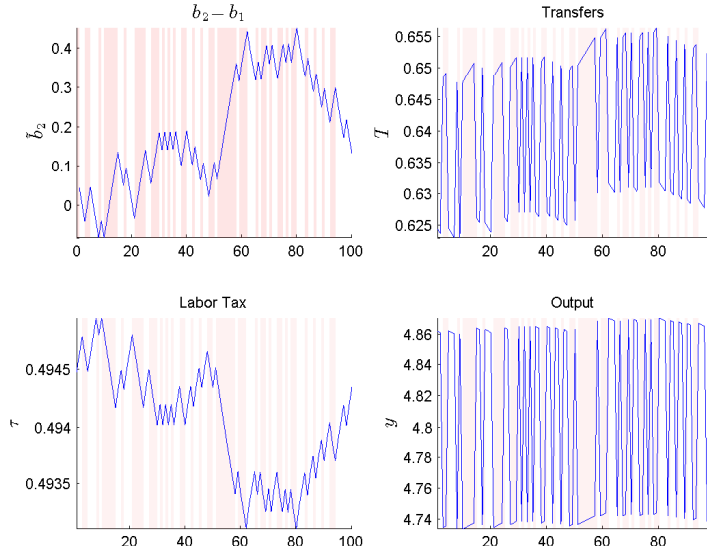 b₂ − b₁
Transfers
0.4
0.3
0.2
0.1
0
b̃₂
0 20 40 60 80 100
0.655
0.65
0.645
0.64
0.635
0.63
0.625
T
20 40 60 80
Labor Tax
Output
0.4945
0.494
0.4935
τ
20 40 60 80 100
4.86
4.84
4.82
4.8
4.78
4.76
4.74
y
20 40 60 80